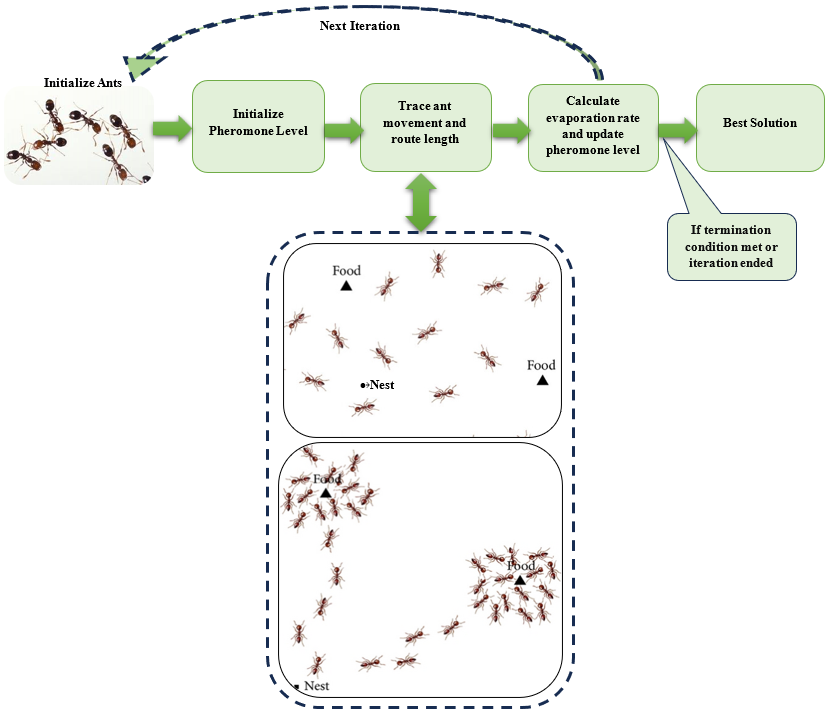 Next Iteration
Initialize Ants
Initialize
Pheromone Level
Trace ant
movement and
route length
Calculate
evaporation rate
and update
pheromone level
Best Solution
If termination
condition met or
iteration ended
Food
Food
Nest
Food
Food
Nest